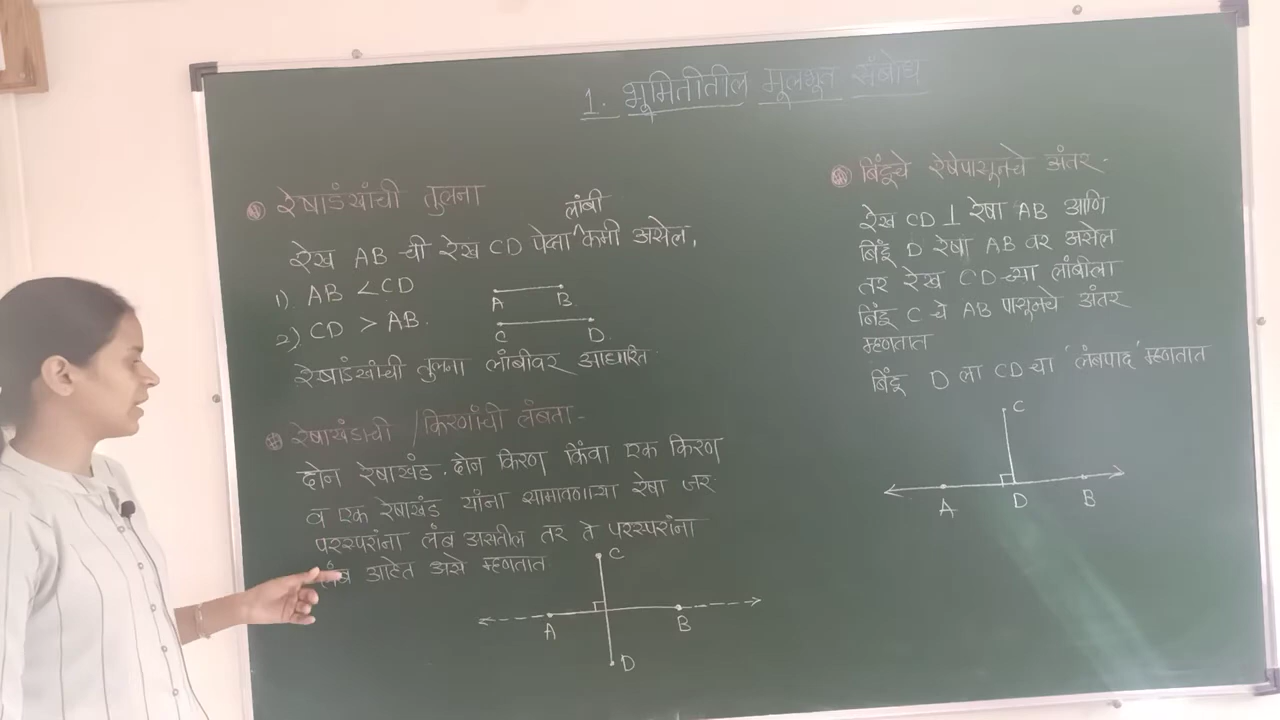 1. भूमितीतील मूलभूत संबोध
रेषाडंखांची तुलना
लांबी
रेख AB ची रेख CD पेक्षा ^ कमी असेल,
1) AB < CD
2) CD > AB.
A B
C D
रेषाडंखांची तुलना लांबीवर आधारित
रेषाखंडाची / किरणांची लंबता -
दोन रेषाखंड. दोन किरण किंवा एक किरण
व एक रेषाखंड यांना सामावणाऱ्या रेषा जर
परस्परांना लंब असतील तर ते परस्परांना
लंब आहेत असे म्हणतात
C
A B
D
बिंदूचे रेषेपासूनचे अंतर -
रेख CD ⊥ रेषा AB आणि
बिंदू D रेषा AB वर असेल
तर रेख CD च्या लांबीला
बिंदू C चे AB पासूनचे अंतर
म्हणतात
बिंदू D ला CD चा 'लंबपाद' म्हणतात
C
A D B